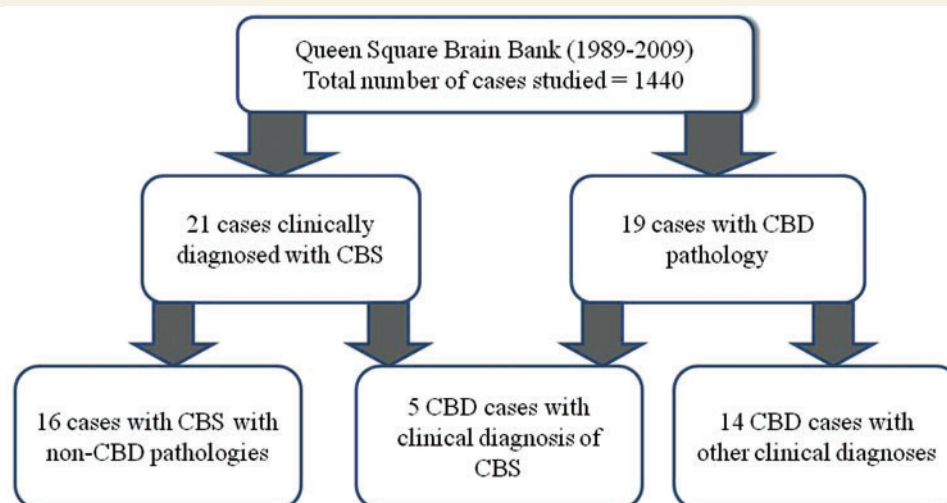 Queen Square Brain Bank (1989-2009)
Total number of cases studied = 1440
21 cases clinically
diagnosed with CBS
19 cases with CBD
pathology
16 cases with CBS with
non-CBD pathologies
5 CBD cases with
clinical diagnosis of
CBS
14 CBD cases with
other clinical diagnoses